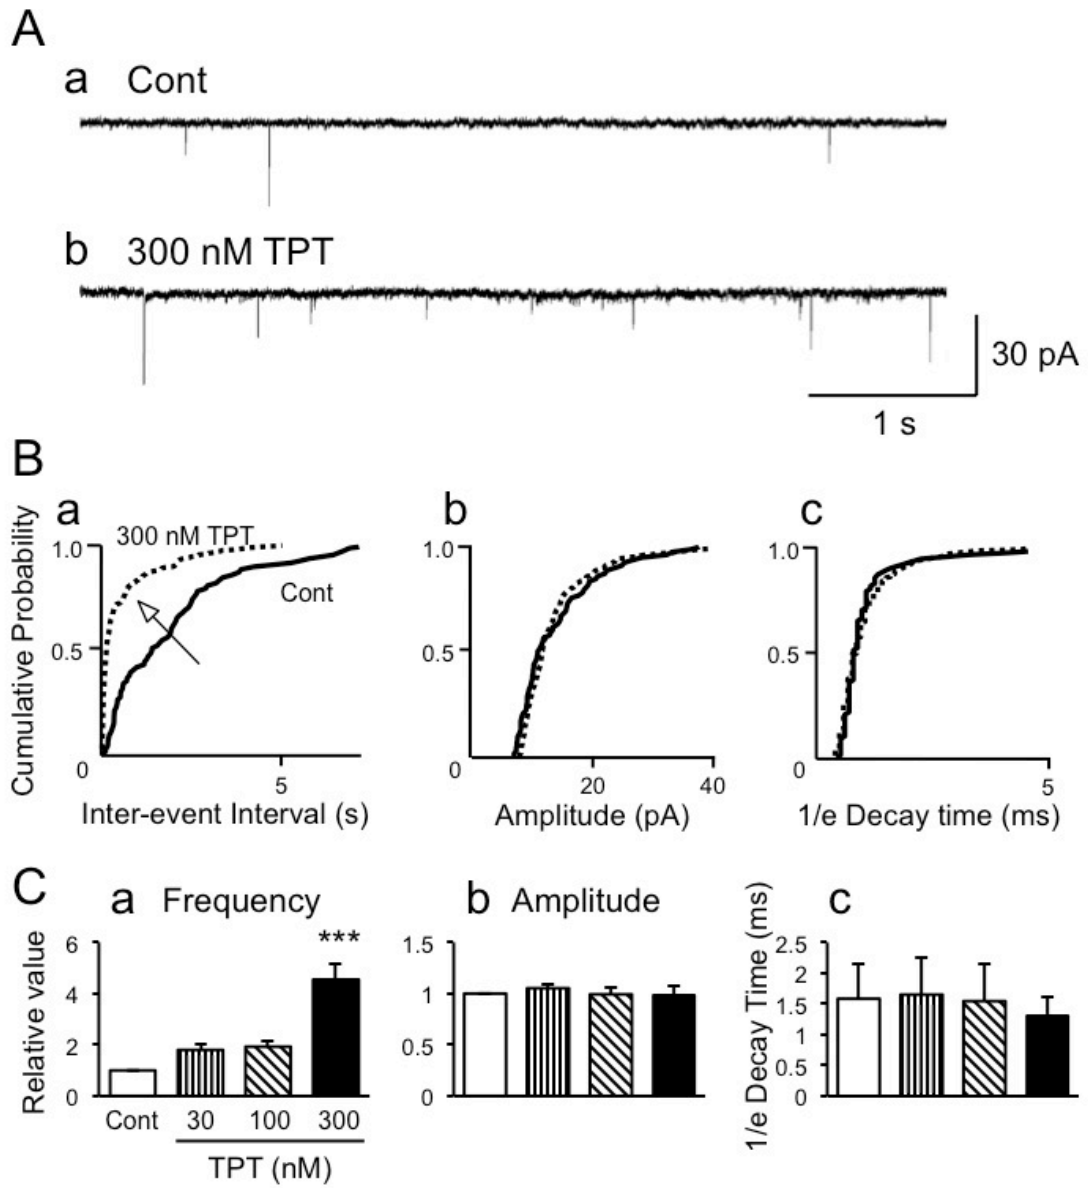 A
a Cont
b 300 nM TPT
30 pA
1 s
B
a
b
c
Cumulative Probability
300 nM TPT
Cont
1.0
0.5
0
5
Inter-event Interval (s)
1.0
0.5
0
20
40
Amplitude (pA)
1.0
0.5
0
5
1/e Decay time (ms)
C
a Frequency
Relative value
6
4
2
0
***
Cont
30
100
300
TPT (nM)
b Amplitude
1.5
1
0.5
0
c
1/e Decay Time (ms)
2.5
2
1.5
1
0.5
0